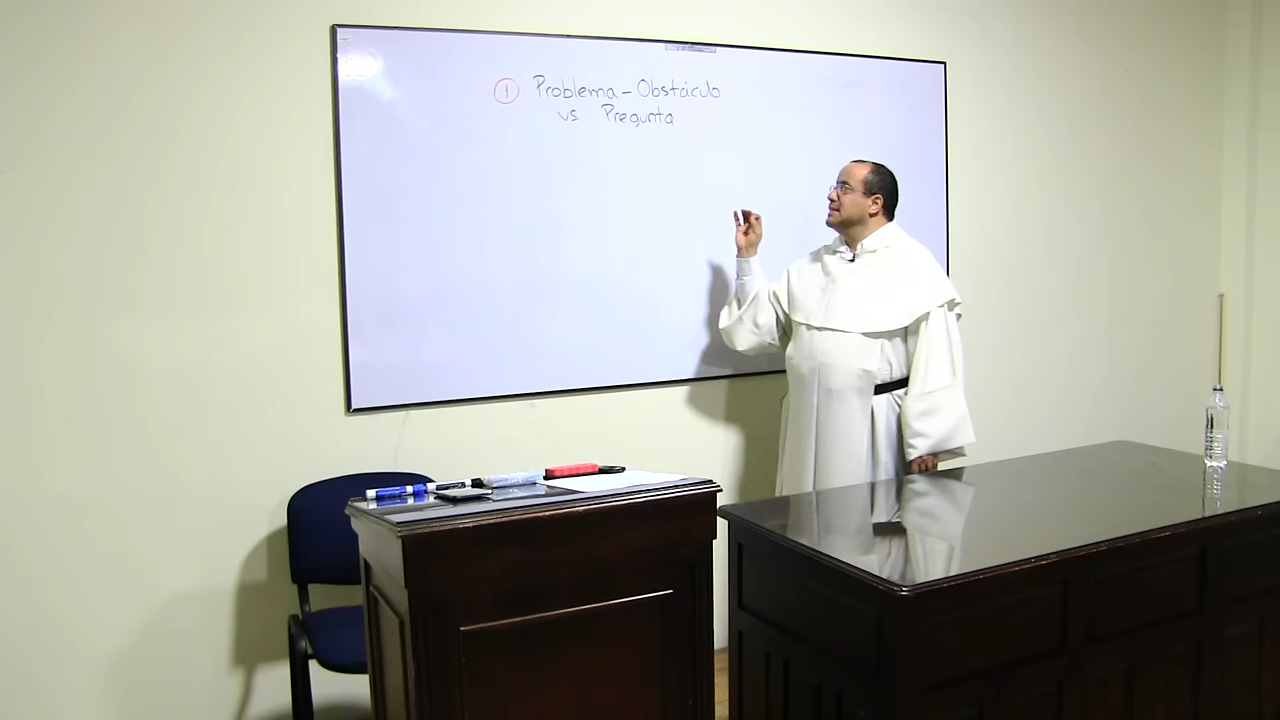 ① Problema - Obstáculo
vs. Pregunta